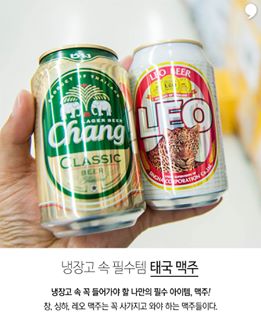 LAGER BEER
Chang
CLASSIC
BEER
LEO BEER
Leo
LEO
냉장고 속 필수템 태국 맥주
냉장고 속 꼭 들어가야 할 나만의 필수 아이템, 맥주!
창, 싱하, 레오 맥주는 꼭 사가지고 와야 하는 맥주들이다.